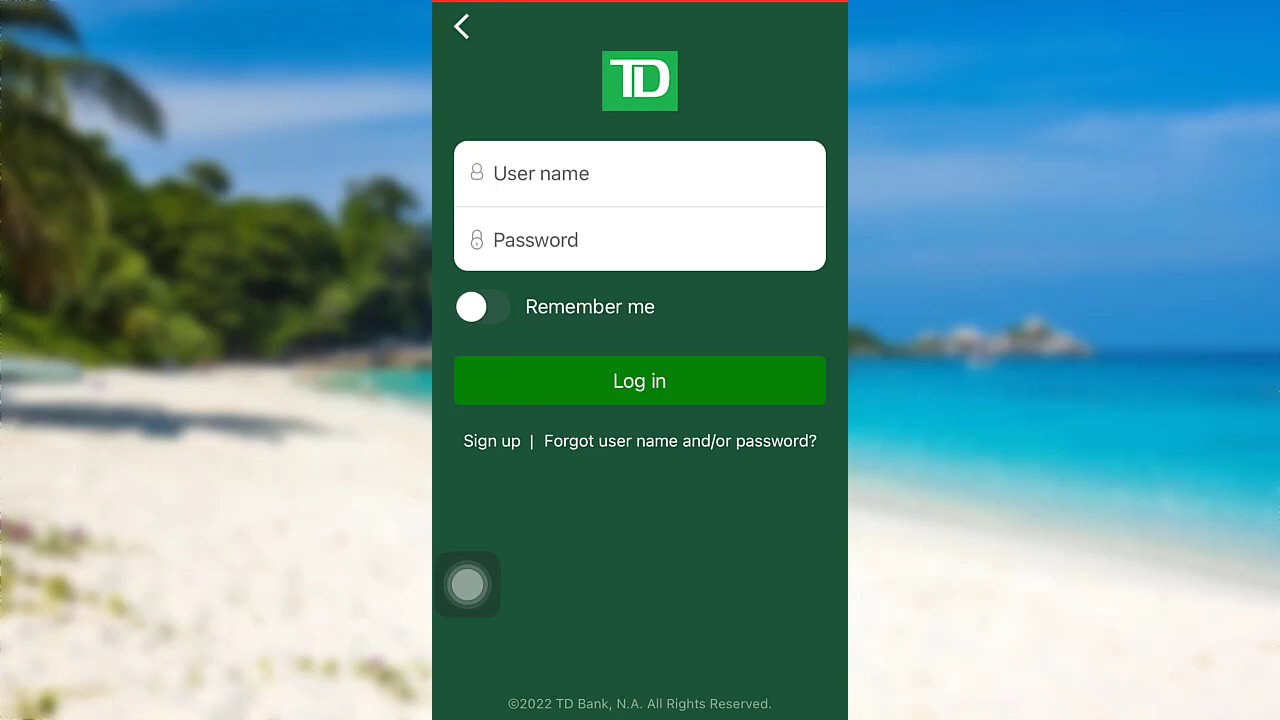 TD
User name
Password
Remember me
Log in
Sign up | Forgot user name and/or password?
©2022 TD Bank, N.A. All Rights Reserved.